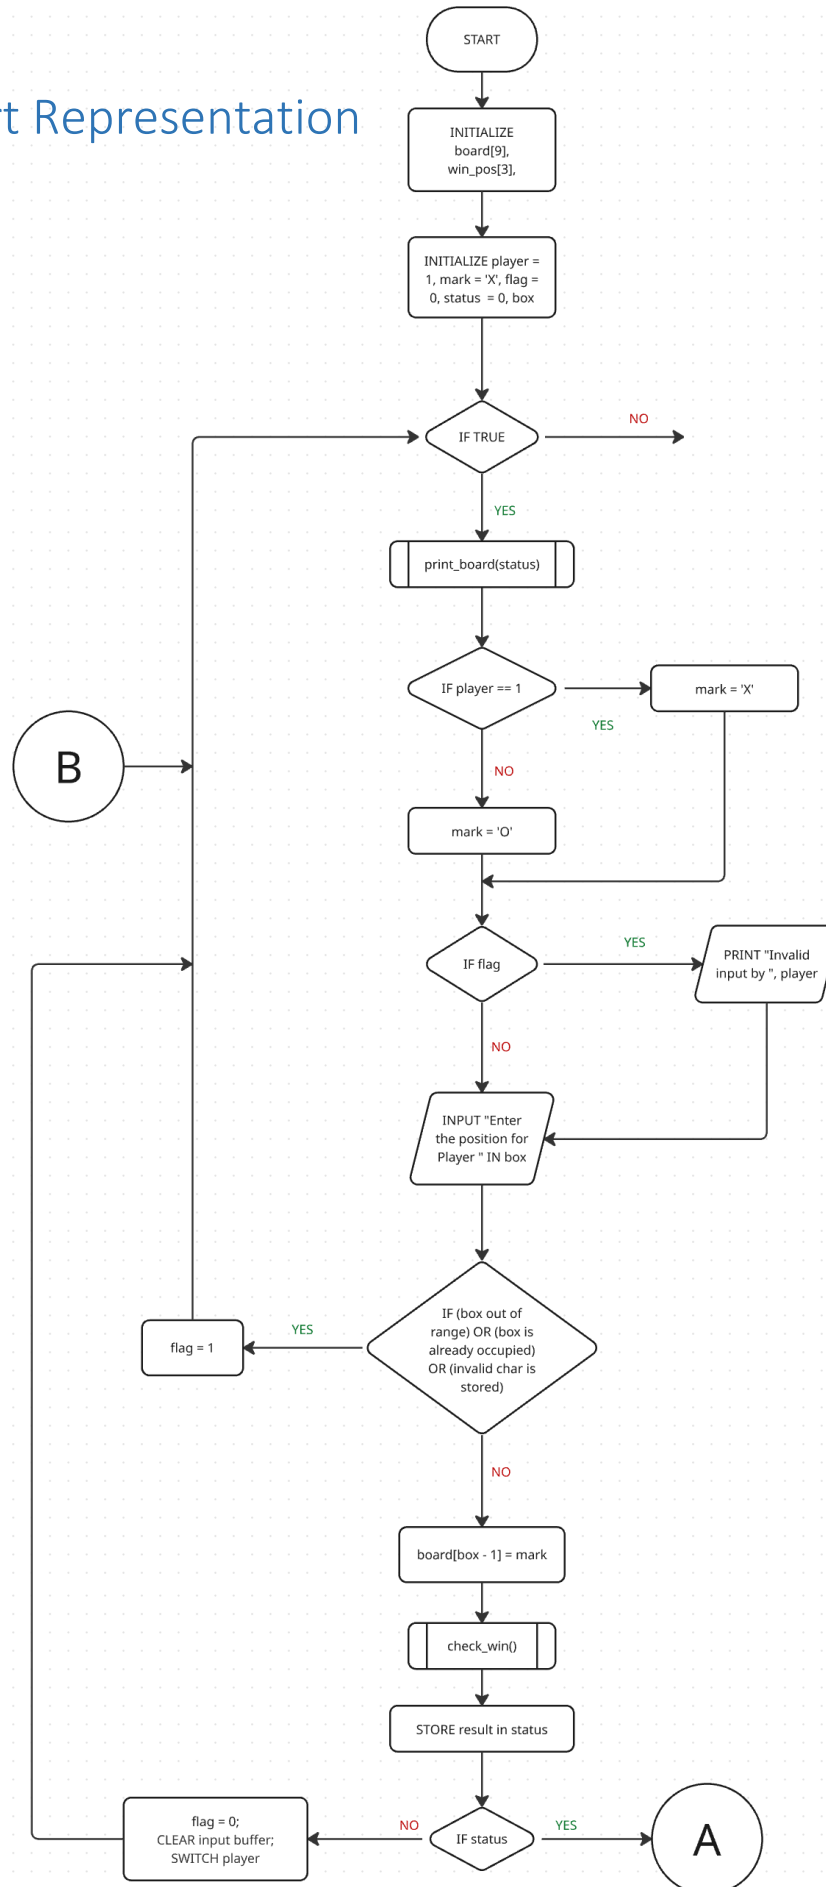 START
rt Representation
INITIALIZE
board[9],
win_pos[3],
INITIALIZE player =
1, mark = 'X', flag =
0, status = 0, box
IF TRUE
NO
YES
print_board(status)
IF player == 1
mark = 'X'
YES
B
NO
mark = 'O'
YES
IF flag
PRINT "Invalid
input by ", player
NO
INPUT "Enter
the position for
Player " IN box
IF (box out of
range) OR (box is
already occupied)
OR (invalid char is
stored)
YES
flag = 1
NO
board[box - 1] = mark
check_win()
STORE result in status
flag = 0;
CLEAR input buffer;
SWITCH player
NO
IF status
YES
A